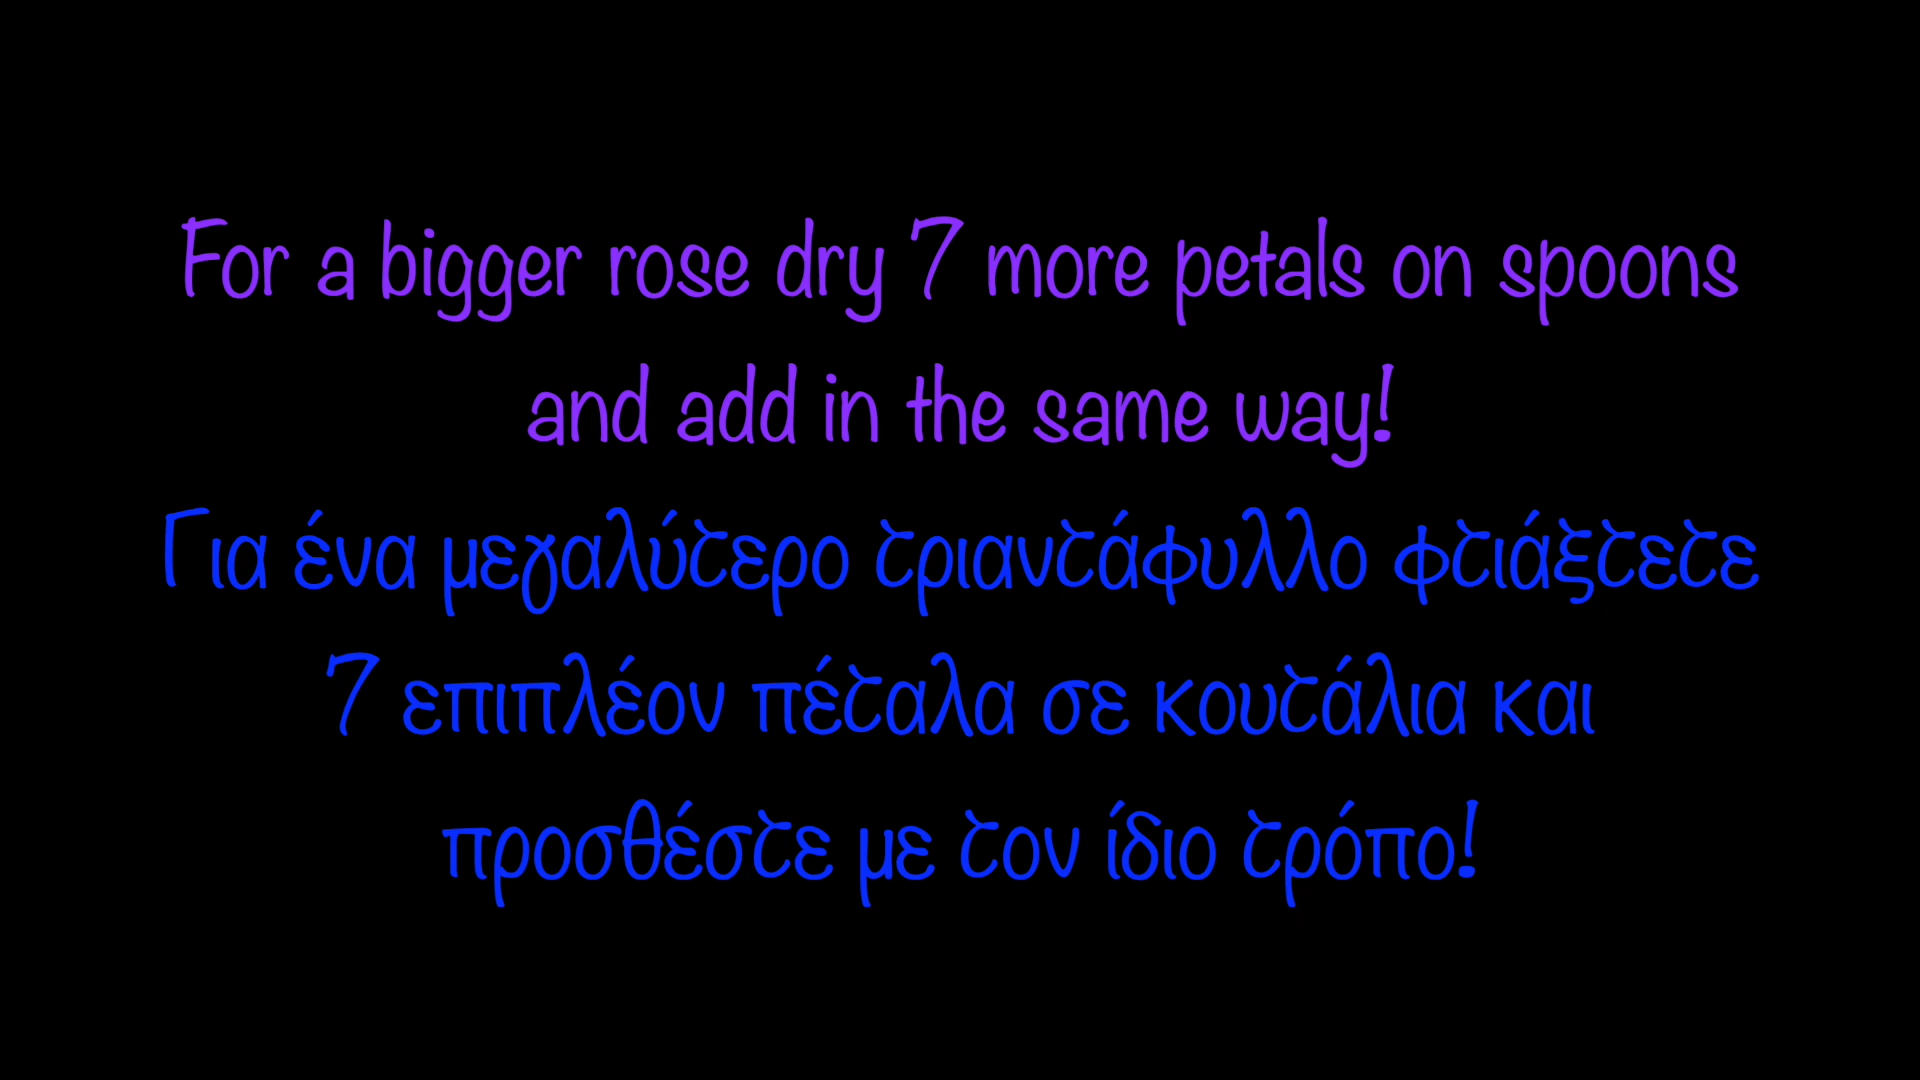 For a bigger rose dry 7 more petals on spoons
and add in the same way!
Για ένα μεγαλύτερο τριαντάφυλλο φτιάξτετε
7 επιπλέον πέταλα σε κουτάλια και
προσθέστε με τον ίδιο τρόπο!